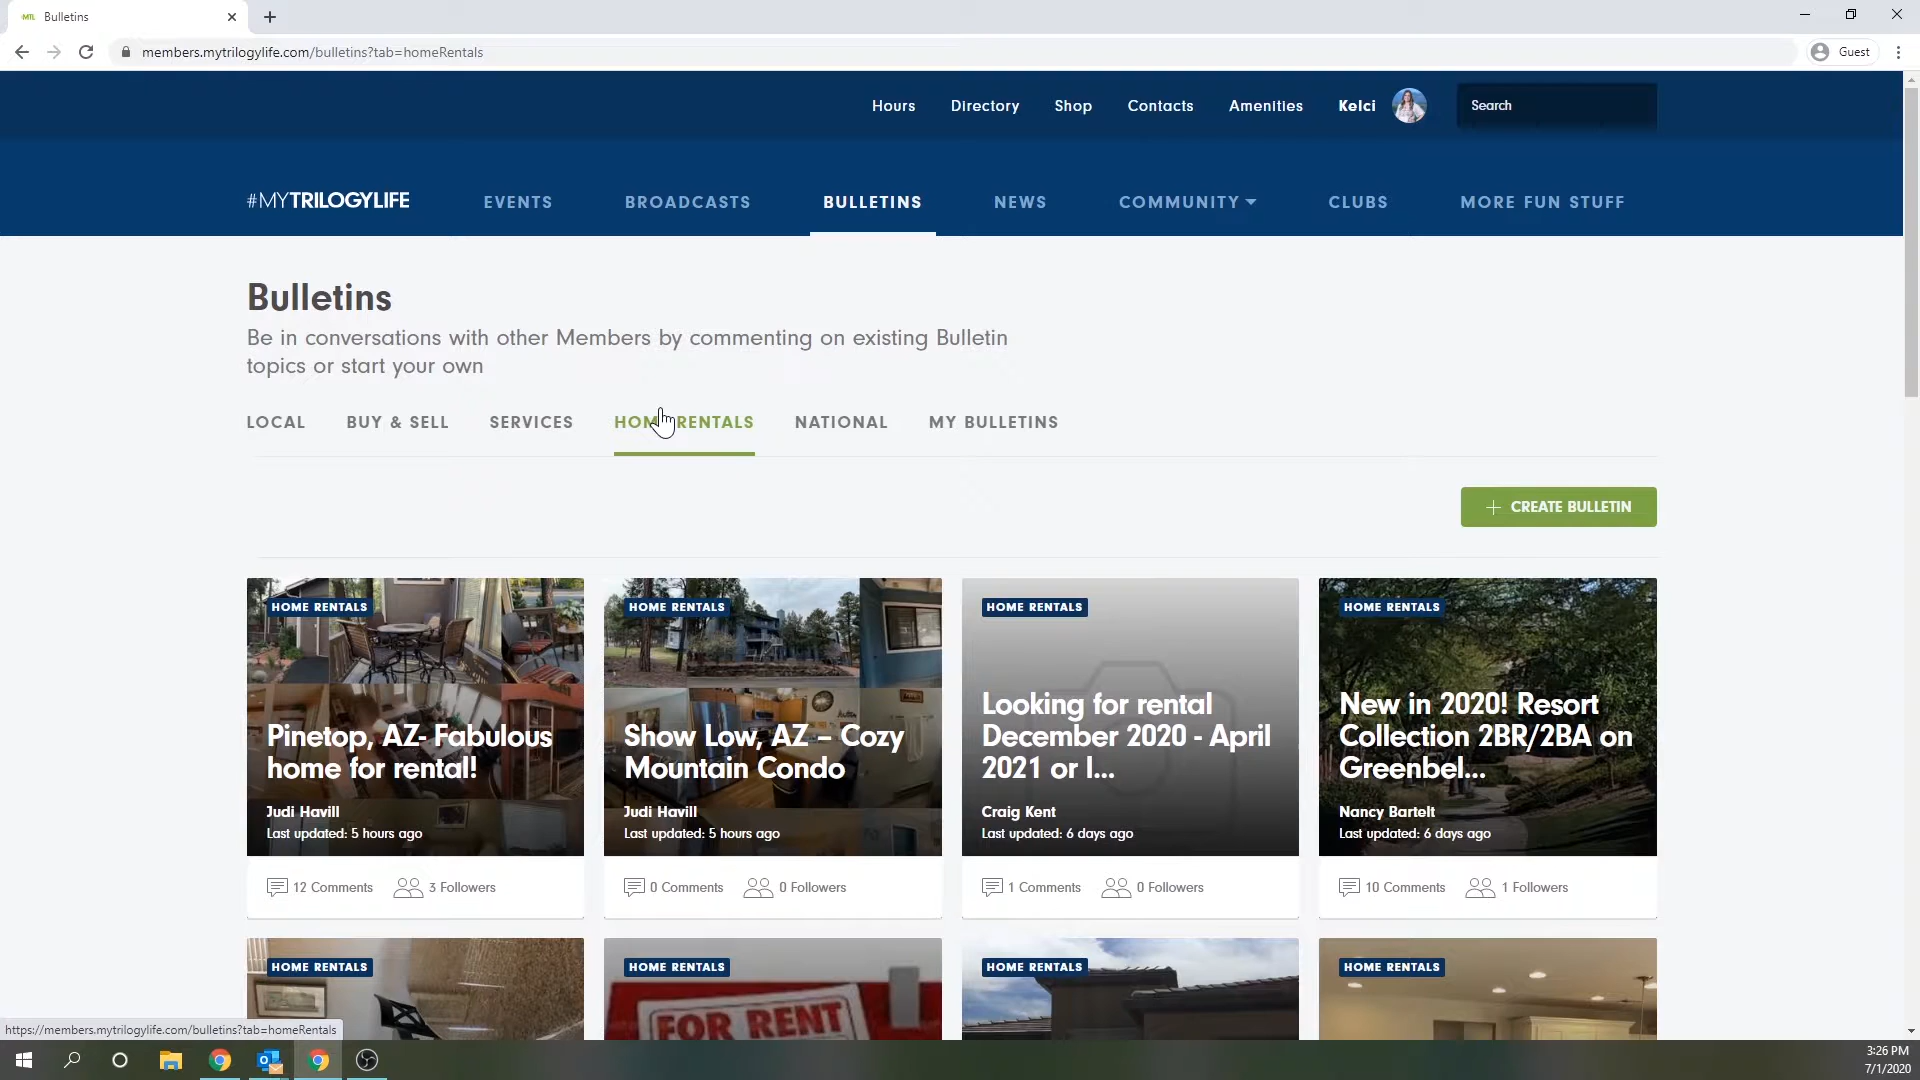 Bulletins
members.mytrilogylife.com/bulletins?tab=homeRentals
Guest
Hours Directory Shop Contacts Amenities Kelci Search
#MYTRILOGYLIFE EVENTS BROADCASTS BULLETINS NEWS COMMUNITY CLUBS MORE FUN STUFF
Bulletins
Be in conversations with other Members by commenting on existing Bulletin
topics or start your own
LOCAL BUY & SELL SERVICES HOME RENTALS NATIONAL MY BULLETINS
CREATE BULLETIN
HOME RENTALS
Pinetop, AZ- Fabulous
home for rental!
Judi Havill
Last updated: 5 hours ago
12 Comments 3 Followers
HOME RENTALS
Show Low, AZ – Cozy
Mountain Condo
Judi Havill
Last updated: 5 hours ago
0 Comments 0 Followers
HOME RENTALS
Looking for rental
December 2020 - April
2021 or l...
Craig Kent
Last updated: 6 days ago
1 Comments 0 Followers
HOME RENTALS
New in 2020! Resort
Collection 2BR/2BA on
Greenbel...
Nancy Bartelt
Last updated: 6 days ago
10 Comments 1 Followers
HOME RENTALS
HOME RENTALS
FOR RENT
HOME RENTALS
HOME RENTALS
https://members.mytrilogylife.com/bulletins?tab=homeRentals
3:26 PM
7/1/2020